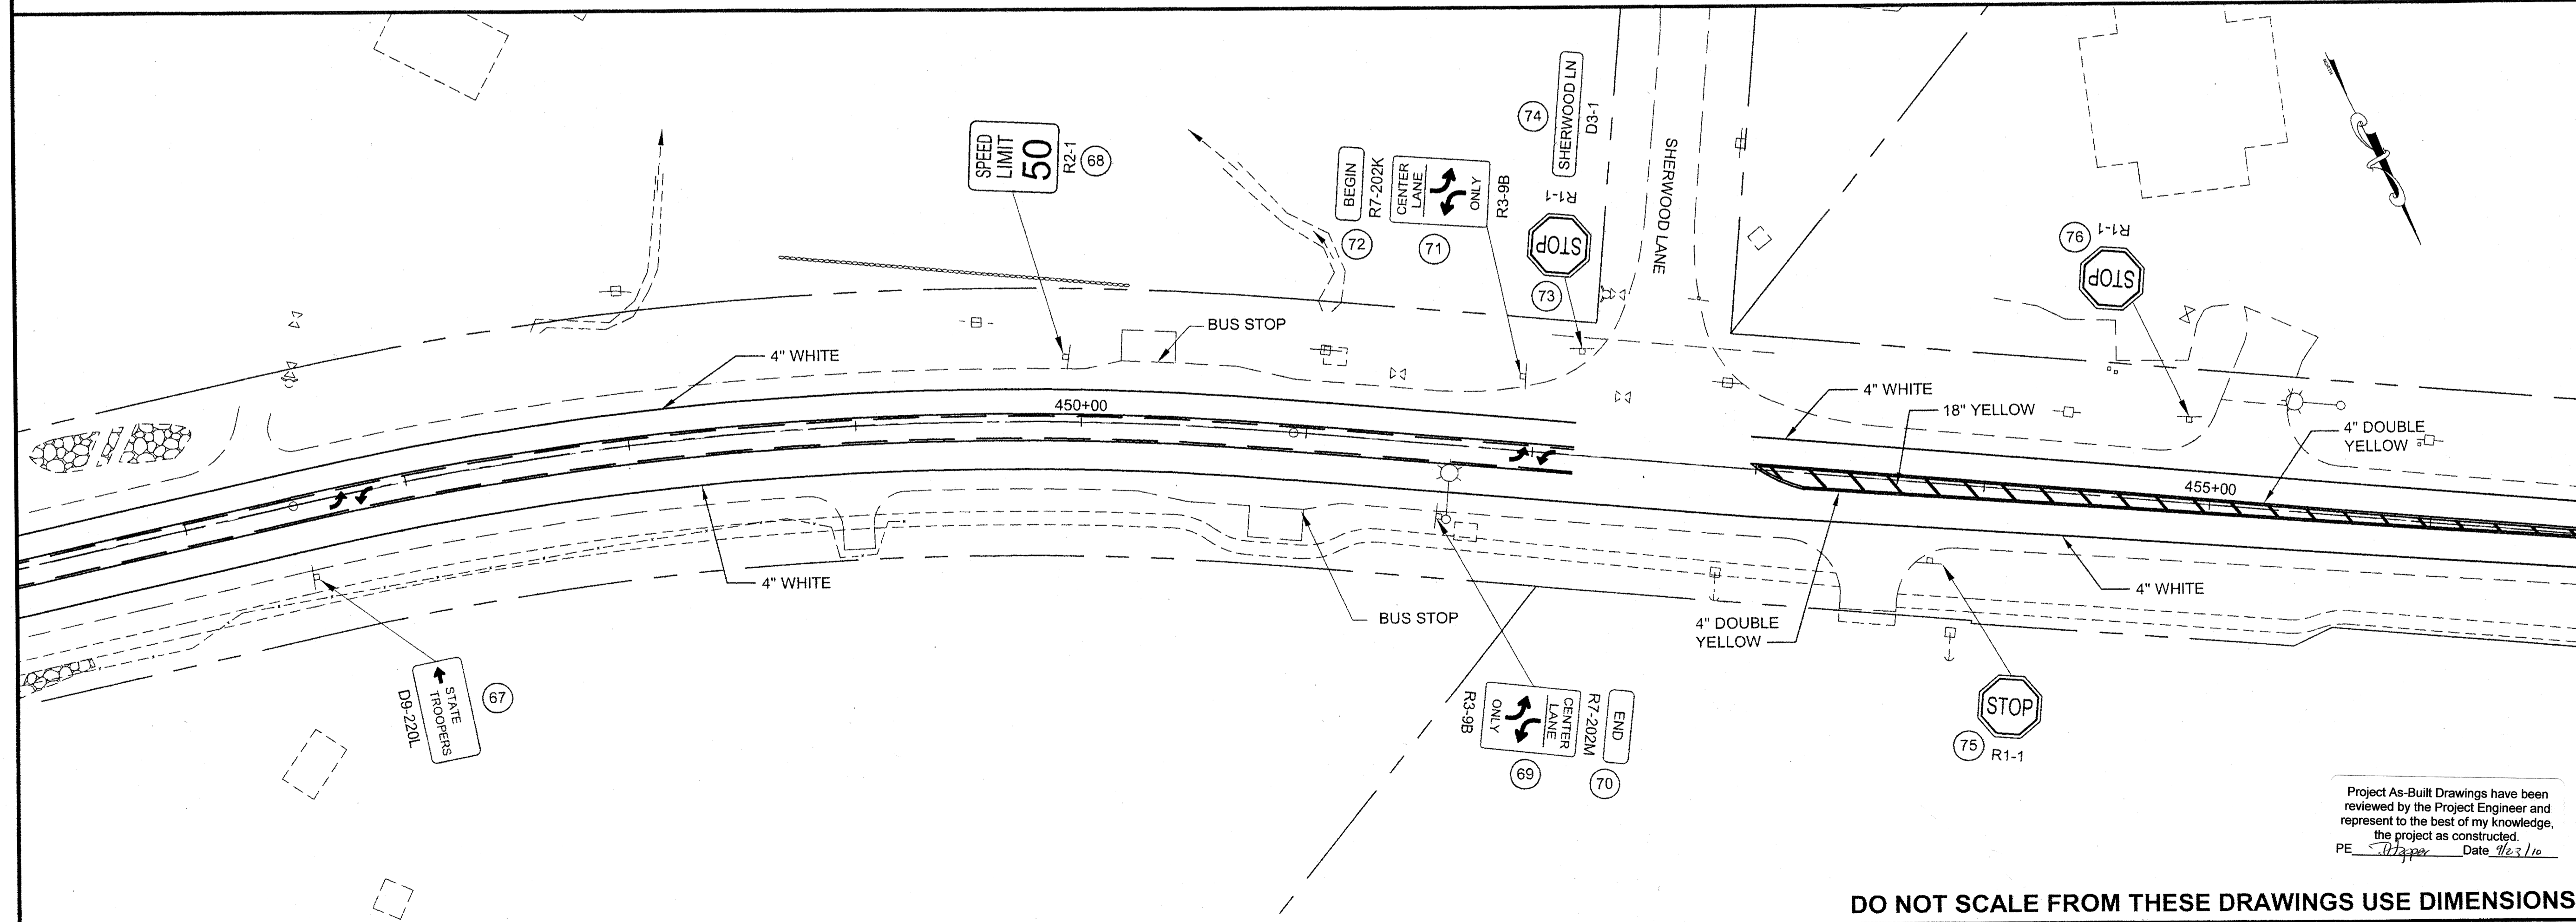 SPEED
LIMIT
50
R2-1
68
BUS STOP
4" WHITE
450+00
BEGIN
R7-202K
72
CENTER
LANE
ONLY
R3-9B
71
74
SHERWOOD LN
D3-1
R1-1
STOP
73
SHERWOOD LANE
NORTH
76
R1-1
STOP
4" WHITE
18" YELLOW
4" DOUBLE
YELLOW
455+00
4" WHITE
BUS STOP
4" DOUBLE
YELLOW
4" WHITE
STATE
TROOPERS
D9-220L
67
CENTER
LANE
ONLY
R3-9B
69
END
R7-202M
70
STOP
75
R1-1
Project As-Built Drawings have been
reviewed by the Project Engineer and
represent to the best of my knowledge,
the project as constructed.
PE Date 9/23/10
DO NOT SCALE FROM THESE DRAWINGS USE DIMENSIONS